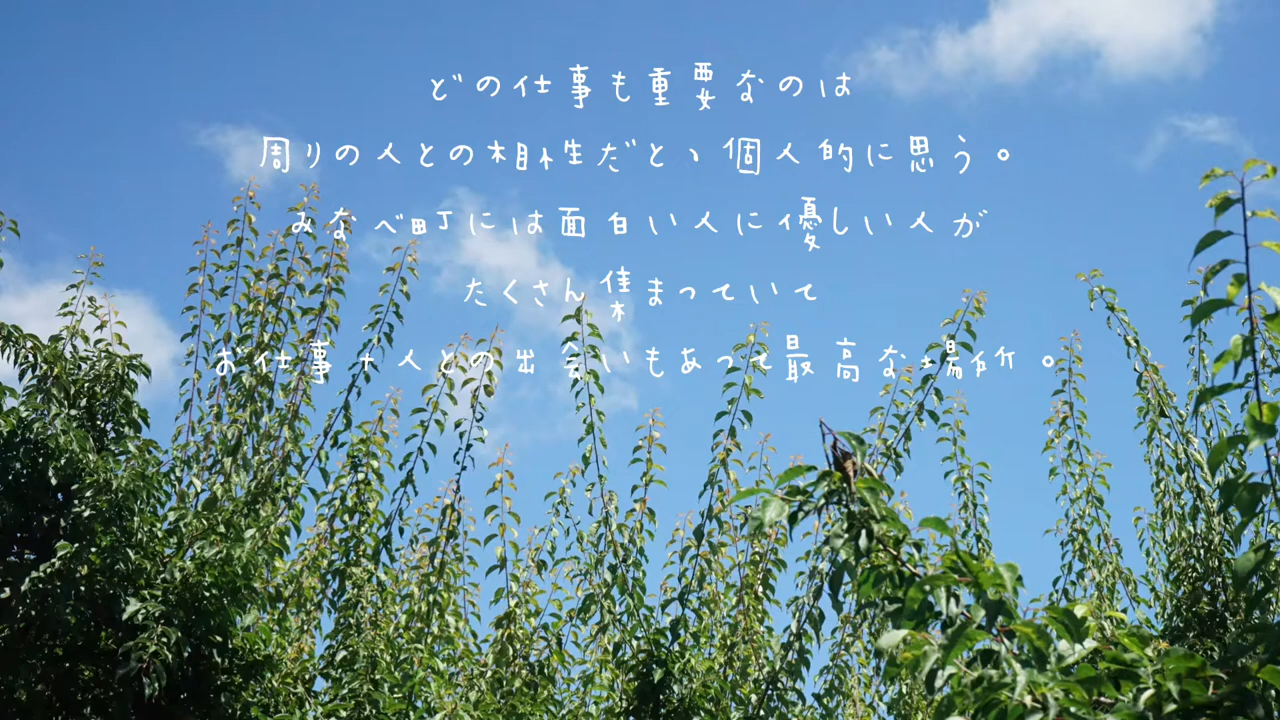 どの仕事も重要なのは
周りの人との相性だと、個人的に思う。
みなべ町には面白い人に優しい人が
たくさん集まっていて
お仕事+人との出会いもあって最高な場所。